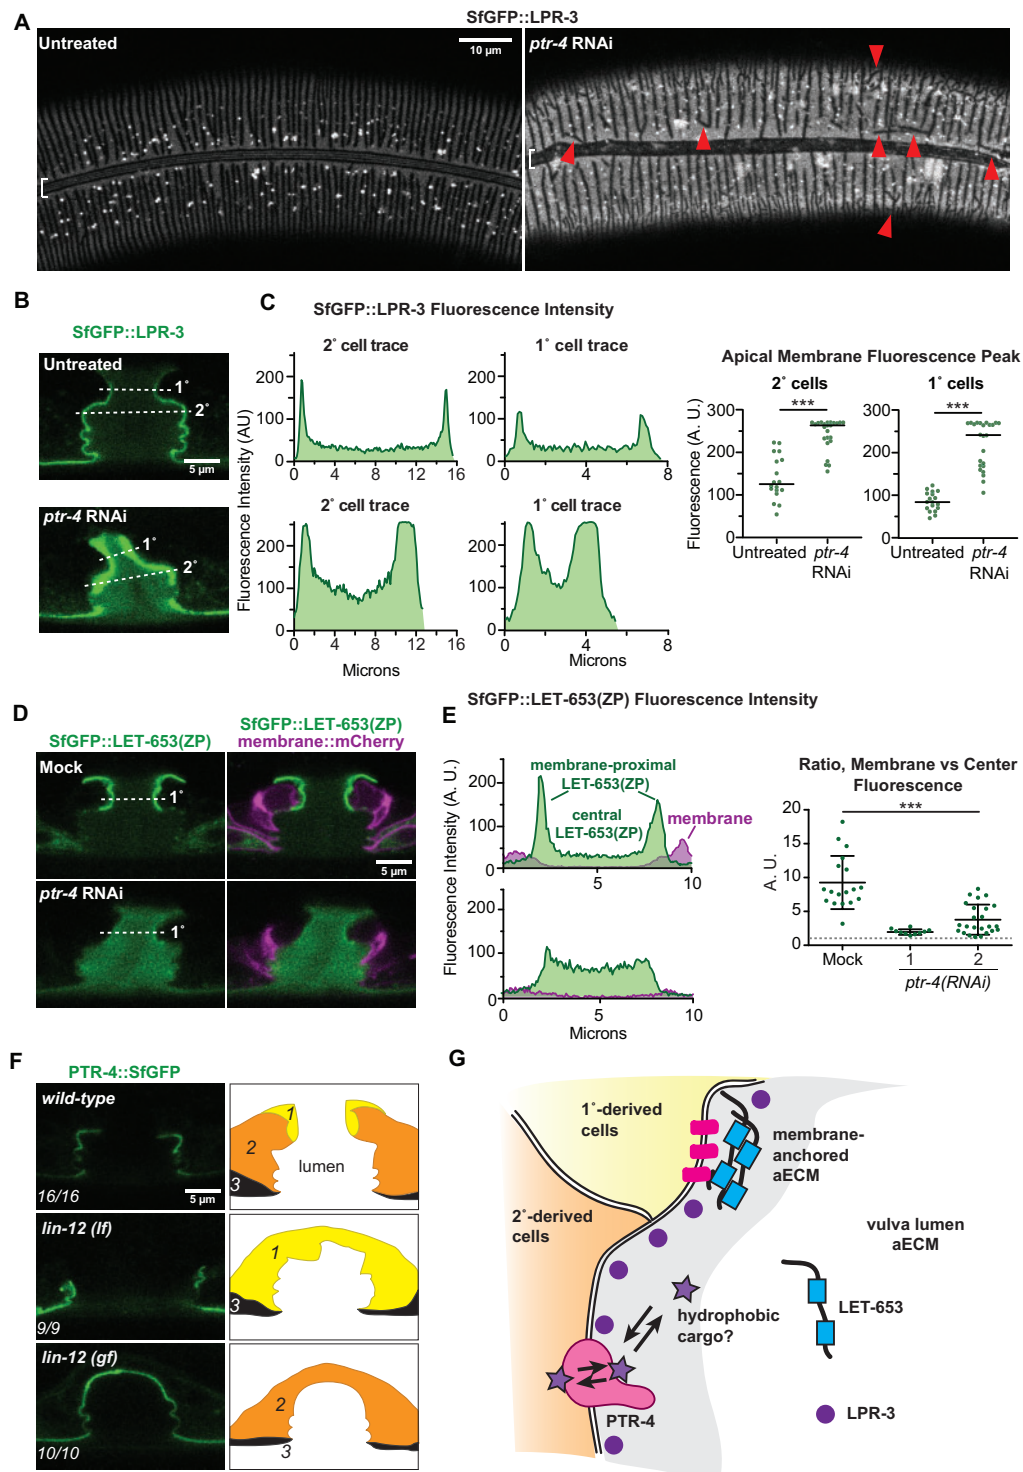 SfGFP::LPR-3
A
Untreated
10 µm
ptr-4 RNAi
B
SfGFP::LPR-3
Untreated
1°
2°
5 µm
ptr-4 RNAi
1°
2°
C
SfGFP::LPR-3 Fluorescence Intensity
Fluorescence Intensity (AU)
2° cell trace
200
100
0
0 4 8 12 16
1° cell trace
200
100
0
0 4 8
2° cell trace
200
100
0
0 4 8 12 16
Microns
1° cell trace
200
100
0
0 4 8
Microns
Apical Membrane Fluorescence Peak
2° cells
***
Fluorescence (A. U.)
300
200
100
0
Untreated
ptr-4
RNAi
1° cells
***
300
200
100
0
Untreated
ptr-4
RNAi
D
SfGFP::LET-653(ZP)
SfGFP::LET-653(ZP)
membrane::mCherry
Mock
1°
5 µm
ptr-4 RNAi
1°
E
SfGFP::LET-653(ZP) Fluorescence Intensity
Fluorescence Intensity (A. U.)
200
100
0
membrane-proximal
LET-653(ZP)
central
LET-653(ZP)
membrane
5 10
200
100
0
0 5 10
Microns
Ratio, Membrane vs Center
Fluorescence
***
A. U.
20
15
10
5
0
Mock 1 2
ptr-4(RNAi)
F
PTR-4::SfGFP
wild-type
5 µm
16/16
1
2
lumen
3
lin-12 (lf)
9/9
1
3
lin-12 (gf)
10/10
2
3
G
1°-derived
cells
membrane-
anchored
aECM
2°-derived
cells
vulva lumen
aECM
LET-653
hydrophobic
cargo?
PTR-4
LPR-3